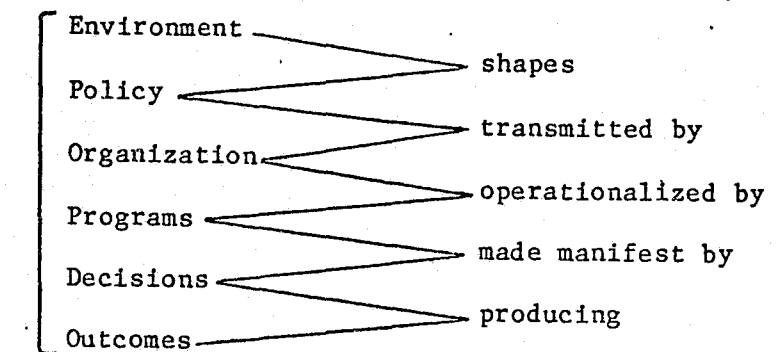 Environment
shapes
Policy
transmitted by
Organization
operationalized by
Programs
made manifest by
Decisions
producing
Outcomes